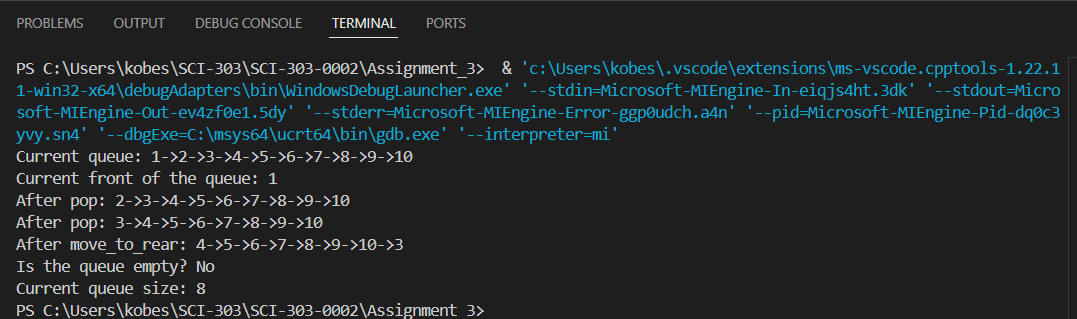 PROBLEMS OUTPUT DEBUG CONSOLE TERMINAL PORTS
PS C:\Users\kobes\SCI-303\SCI-303-0002\Assignment_3>  & 'c:\Users\kobes\.vscode\extensions\ms-vscode.cpptools-1.22.1
1-win32-x64\debugAdapters\bin\WindowsDebugLauncher.exe' '--stdin=Microsoft-MIEngine-In-eiqjs4ht.3dk' '--stdout=Micro
soft-MIEngine-Out-ev4zf0e1.5dy' '--stderr=Microsoft-MIEngine-Error-ggp0udch.a4n' '--pid=Microsoft-MIEngine-Pid-dq0c3
yvy.sn4' '--dbgExe=C:\msys64\ucrt64\bin\gdb.exe' '--interpreter=mi'
Current queue: 1->2->3->4->5->6->7->8->9->10
Current front of the queue: 1
After pop: 2->3->4->5->6->7->8->9->10
After pop: 3->4->5->6->7->8->9->10
After move_to_rear: 4->5->6->7->8->9->10->3
Is the queue empty? No
Current queue size: 8
PS C:\Users\kobes\SCI-303\SCI-303-0002\Assignment_3>